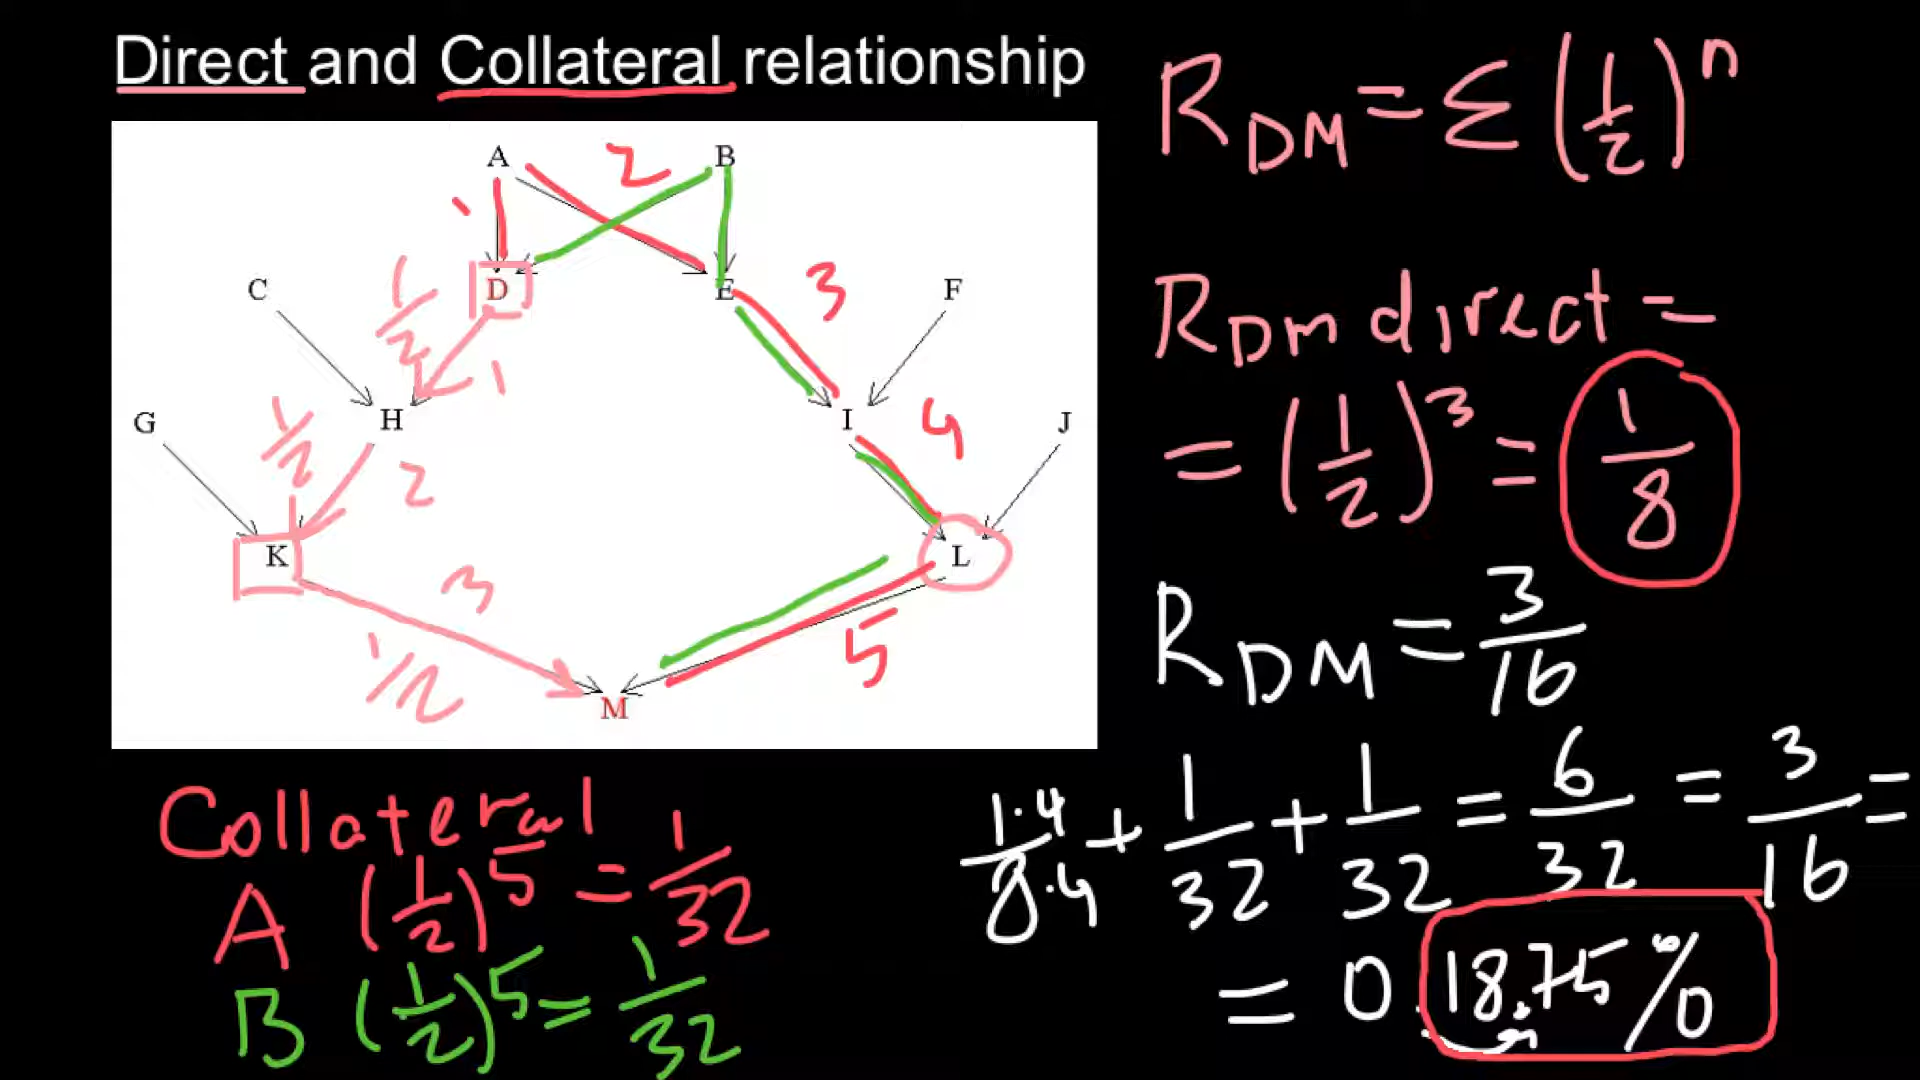 Direct and Collateral relationship
A 2 B
1
D E 3
C F
1/2
1
H I 4
G J
1/2 2
K L
3
1/2 5
M
Collateral
A (1/2)^5 = 1/32
B (1/2)^5 = 1/32
R_DM = Σ (1/2)^n
R_DM direct =
= (1/2)^3 = 1/8
R_DM = 3/16
1·4/8·4 + 1/32 + 1/32 = 6/32 = 3/16 =
= 0.18.75%